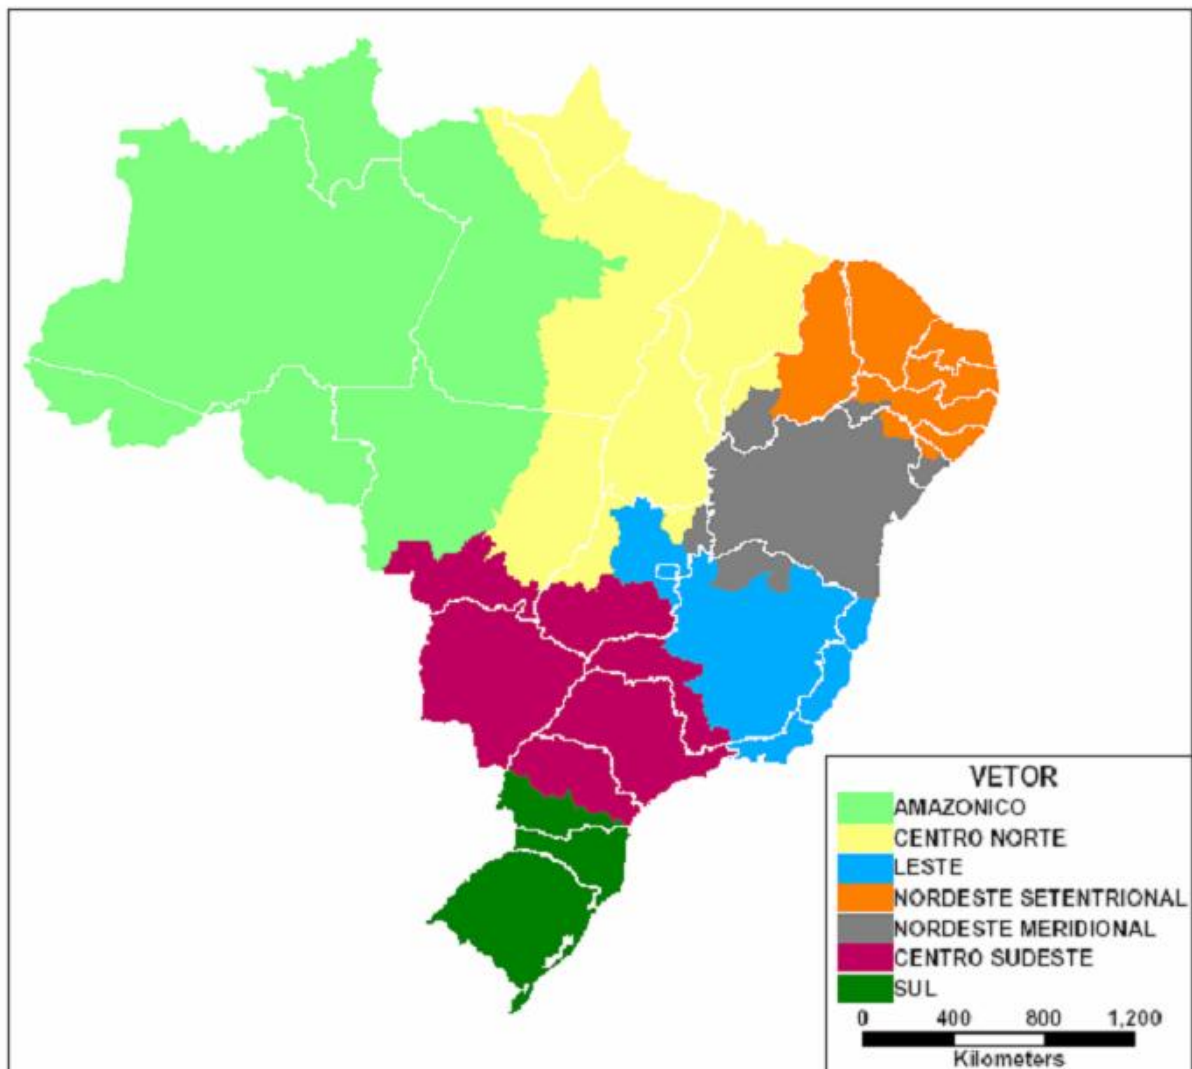 VETOR
AMAZONICO
CENTRO NORTE
LESTE
NORDESTE SETENTRIONAL
NORDESTE MERIDIONAL
CENTRO SUDESTE
SUL
0 400 800 1,200
Kilometers